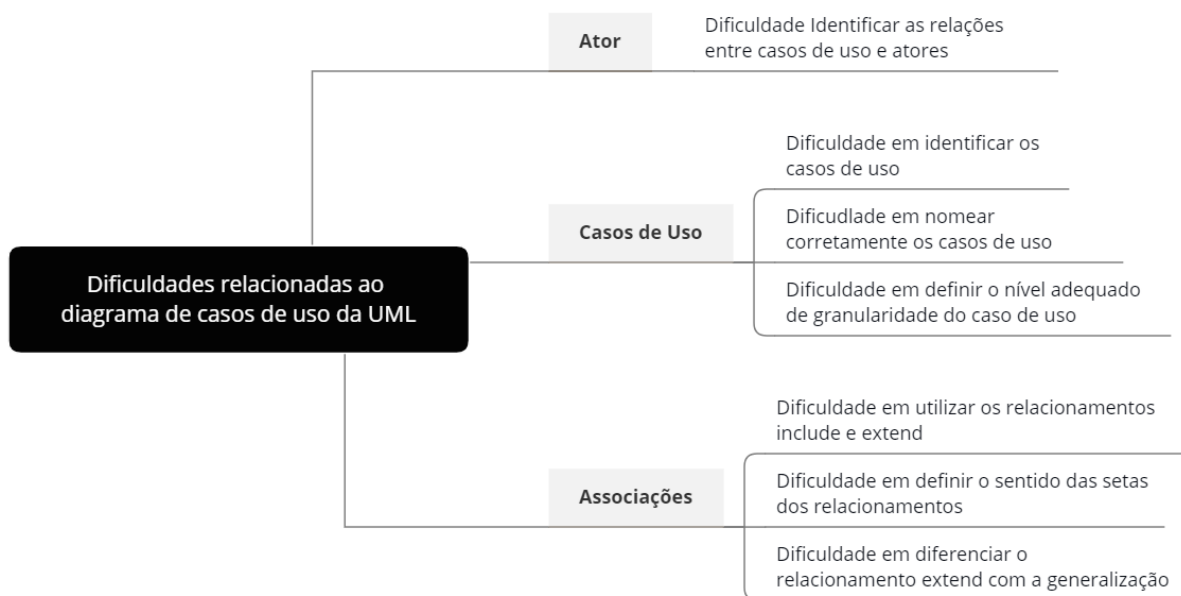 Ator
Dificuldade Identificar as relações
entre casos de uso e atores
Dificuldade em identificar os
casos de uso
Casos de Uso
Dificudlade em nomear
corretamente os casos de uso
Dificuldade em definir o nível adequado
de granularidade do caso de uso
Dificuldades relacionadas ao
diagrama de casos de uso da UML
Dificuldade em utilizar os relacionamentos
include e extend
Associações
Dificuldade em definir o sentido das setas
dos relacionamentos
Dificuldade em diferenciar o
relacionamento extend com a generalização